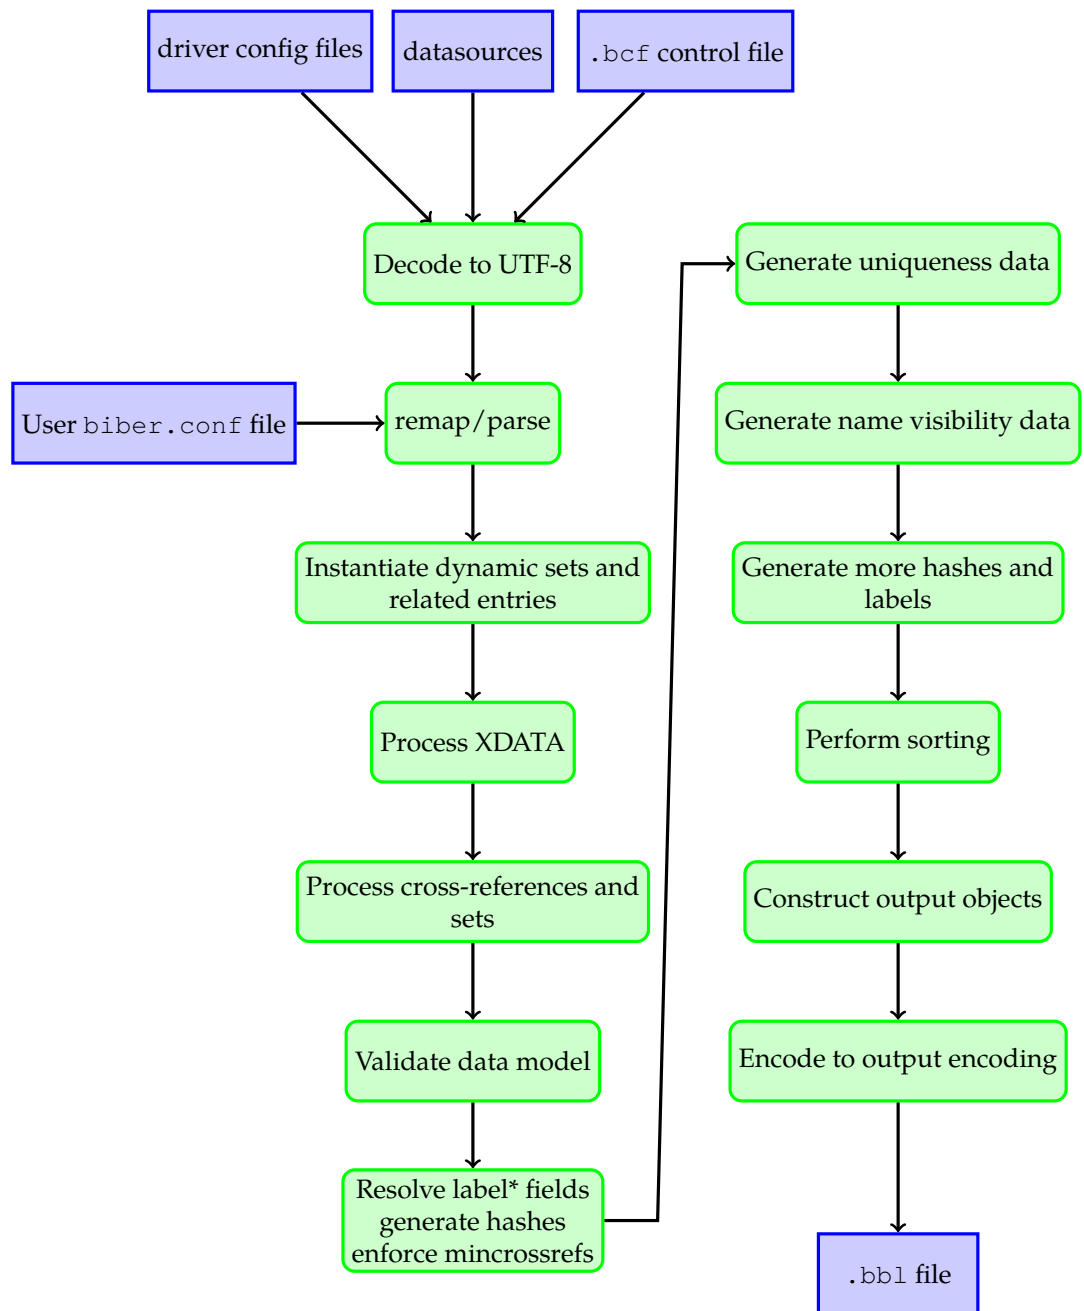 driver config files
datasources
.bcf control file
Decode to UTF-8
User biber.conf file
remap/parse
Instantiate dynamic sets and
related entries
Process XDATA
Process cross-references and
sets
Validate data model
Resolve label* fields
generate hashes
enforce mincrossrefs
Generate uniqueness data
Generate name visibility data
Generate more hashes and
labels
Perform sorting
Construct output objects
Encode to output encoding
.bbl file